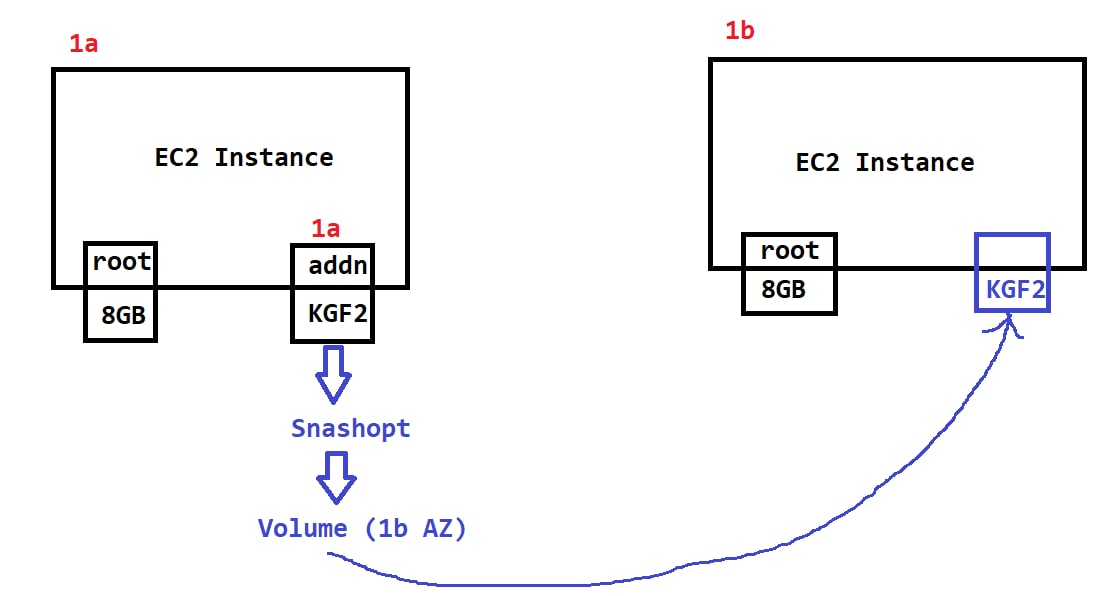 1a
EC2 Instance
1a
root
addn
8GB
KGF2
Snashopt
Volume (1b AZ)
1b
EC2 Instance
root
8GB
KGF2